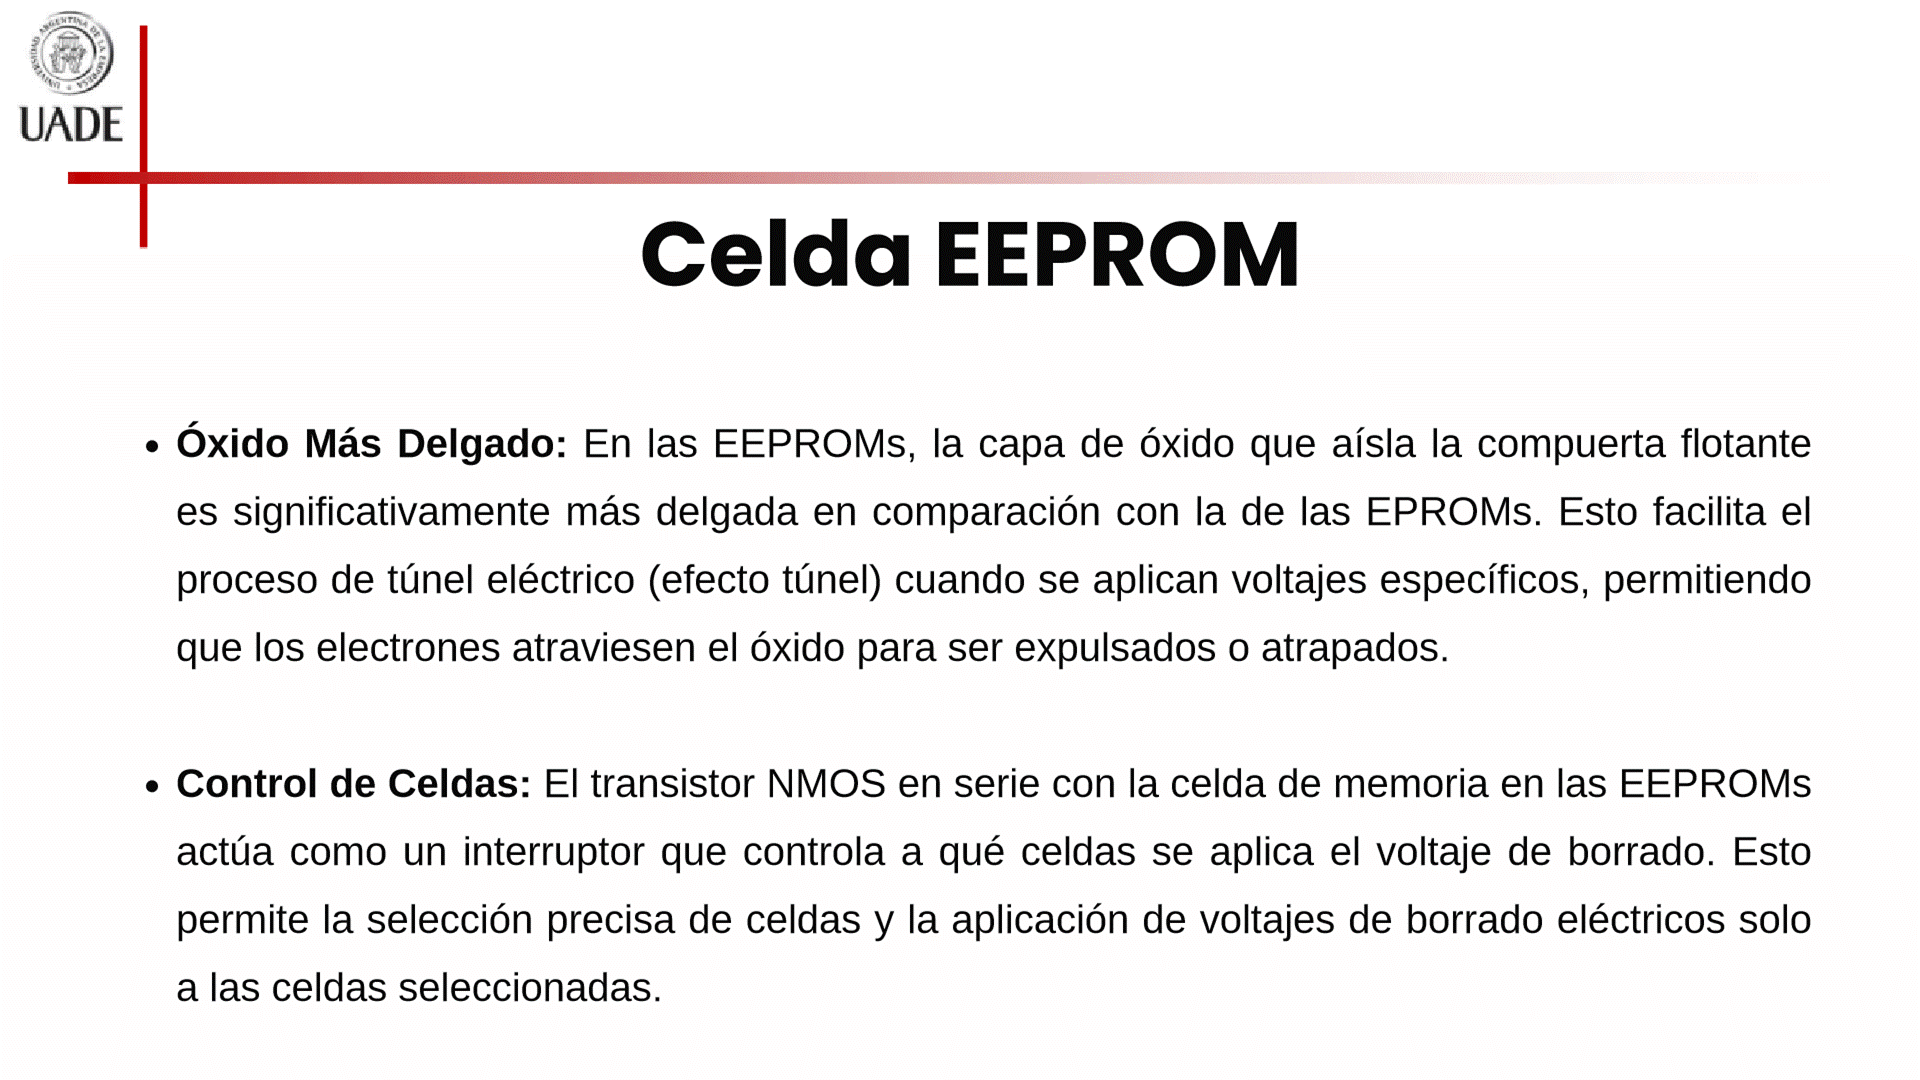 UNIVERSIDAD ARGENTINA DE LA EMPRESA
UADE
Celda EEPROM
• Óxido Más Delgado: En las EEPROMs, la capa de óxido que aísla la compuerta flotante
es significativamente más delgada en comparación con la de las EPROMs. Esto facilita el
proceso de túnel eléctrico (efecto túnel) cuando se aplican voltajes específicos, permitiendo
que los electrones atraviesen el óxido para ser expulsados o atrapados.
• Control de Celdas: El transistor NMOS en serie con la celda de memoria en las EEPROMs
actúa como un interruptor que controla a qué celdas se aplica el voltaje de borrado. Esto
permite la selección precisa de celdas y la aplicación de voltajes de borrado eléctricos solo
a las celdas seleccionadas.